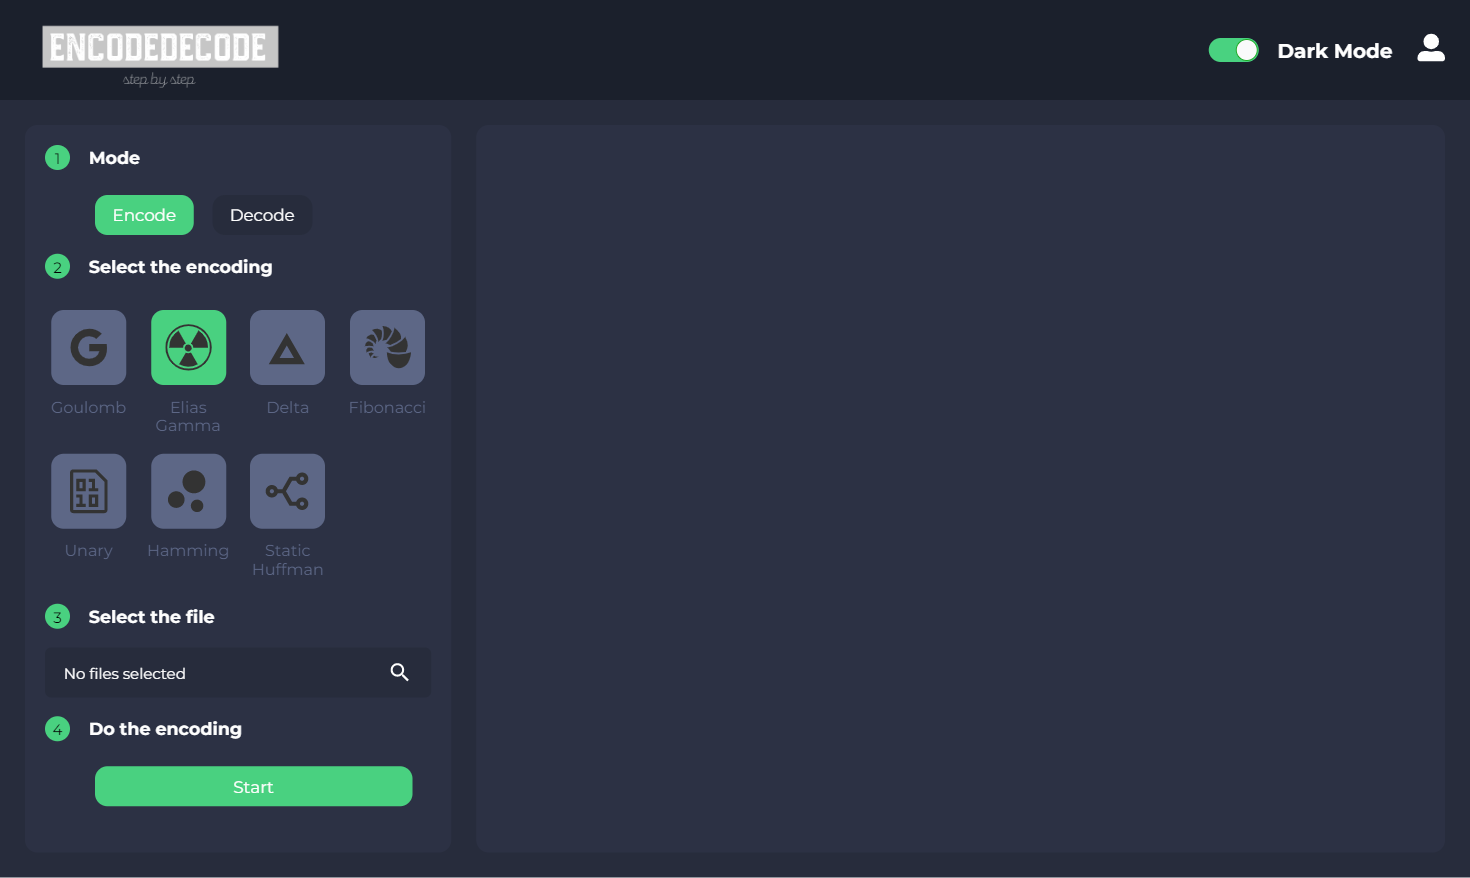 ENCODEDECODE
step by step
Dark Mode
1 Mode
Encode Decode
2 Select the encoding
G
Goulomb Elias Gamma Delta Fibonacci
01
10
Unary Hamming Static Huffman
3 Select the file
No files selected
4 Do the encoding
Start